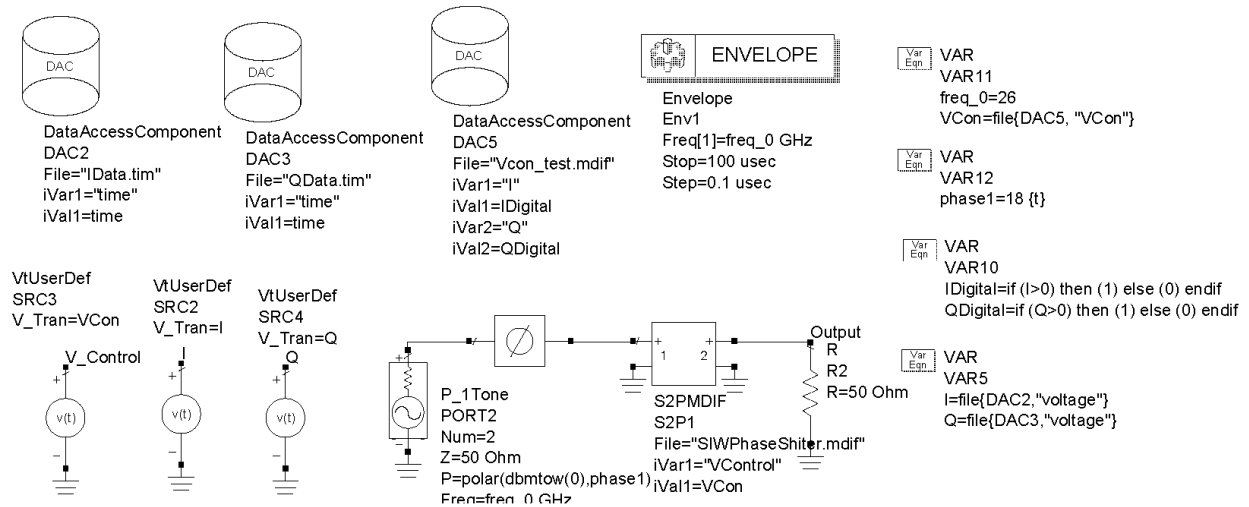 DAC
DataAccessComponent
DAC2
File="IData.tim"
iVar1="time"
iVal1=time
DAC
DataAccessComponent
DAC3
File="QData.tim"
iVar1="time"
iVal1=time
DAC
DataAccessComponent
DAC5
File="Vcon_test.mdif"
iVar1="I"
iVal1=IDigital
iVar2="Q"
iVal2=QDigital
ENVELOPE
Envelope
Env1
Freq[1]=freq_0 GHz
Stop=100 usec
Step=0.1 usec
Var
Eqn
VAR
VAR11
freq_0=26
VCon=file{DAC5, "VCon"}
Var
Eqn
VAR
VAR12
phase1=18 {t}
Var
Eqn
VAR
VAR10
IDigital=if (I>0) then (1) else (0) endif
QDigital=if (Q>0) then (1) else (0) endif
Var
Eqn
VAR
VAR5
I=file{DAC2,"voltage"}
Q=file{DAC3,"voltage"}
VtUserDef
SRC3
V_Tran=VCon
V_Control
v(t)
VtUserDef
SRC2
V_Tran=I
I
v(t)
VtUserDef
SRC4
V_Tran=Q
Q
v(t)
P_1Tone
PORT2
Num=2
Z=50 Ohm
P=polar(dbmtow(0),phase1)
Freq=freq_0 GHz
1
2
S2PMDIF
S2P1
File="SIWPhaseShiter.mdif"
iVar1="VControl"
iVal1=VCon
Output
R
R2
R=50 Ohm